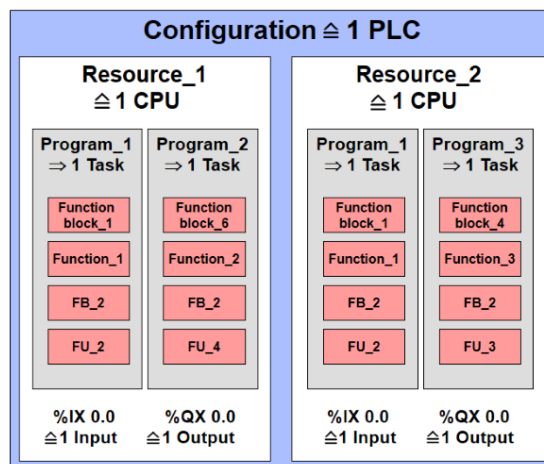 Configuration ≙ 1 PLC
Resource_1
≙ 1 CPU
Program_1
⇒ 1 Task
Function
block_1
Function_1
FB_2
FU_2
Program_2
⇒ 1 Task
Function
block_6
Function_2
FB_2
FU_4
%IX 0.0
≙1 Input
%QX 0.0
≙1 Output
Resource_2
≙ 1 CPU
Program_1
⇒ 1 Task
Function
block_1
Function_1
FB_2
FU_2
Program_3
⇒ 1 Task
Function
block_4
Function_3
FB_2
FU_3
%IX 0.0
≙1 Input
%QX 0.0
≙1 Output